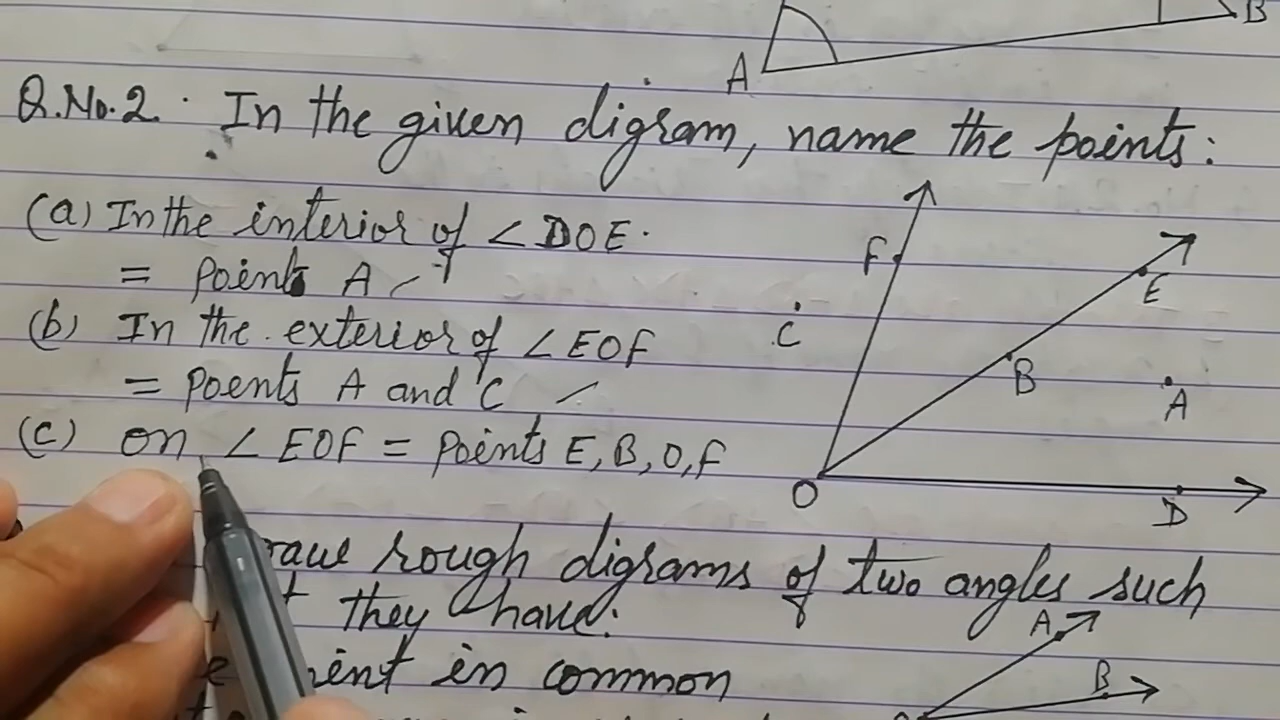 A
B
Q.No.2. In the given digram, name the points:
(a) In the interior of ∠DOE.
= Points A
(b) In the exterior of ∠EOF
= Poents A and C
(c) on ∠EOF = Points E, B, O, F
F
E
C
B
A
O
D
rough digrams of two angles such
they have:
in common
A
B